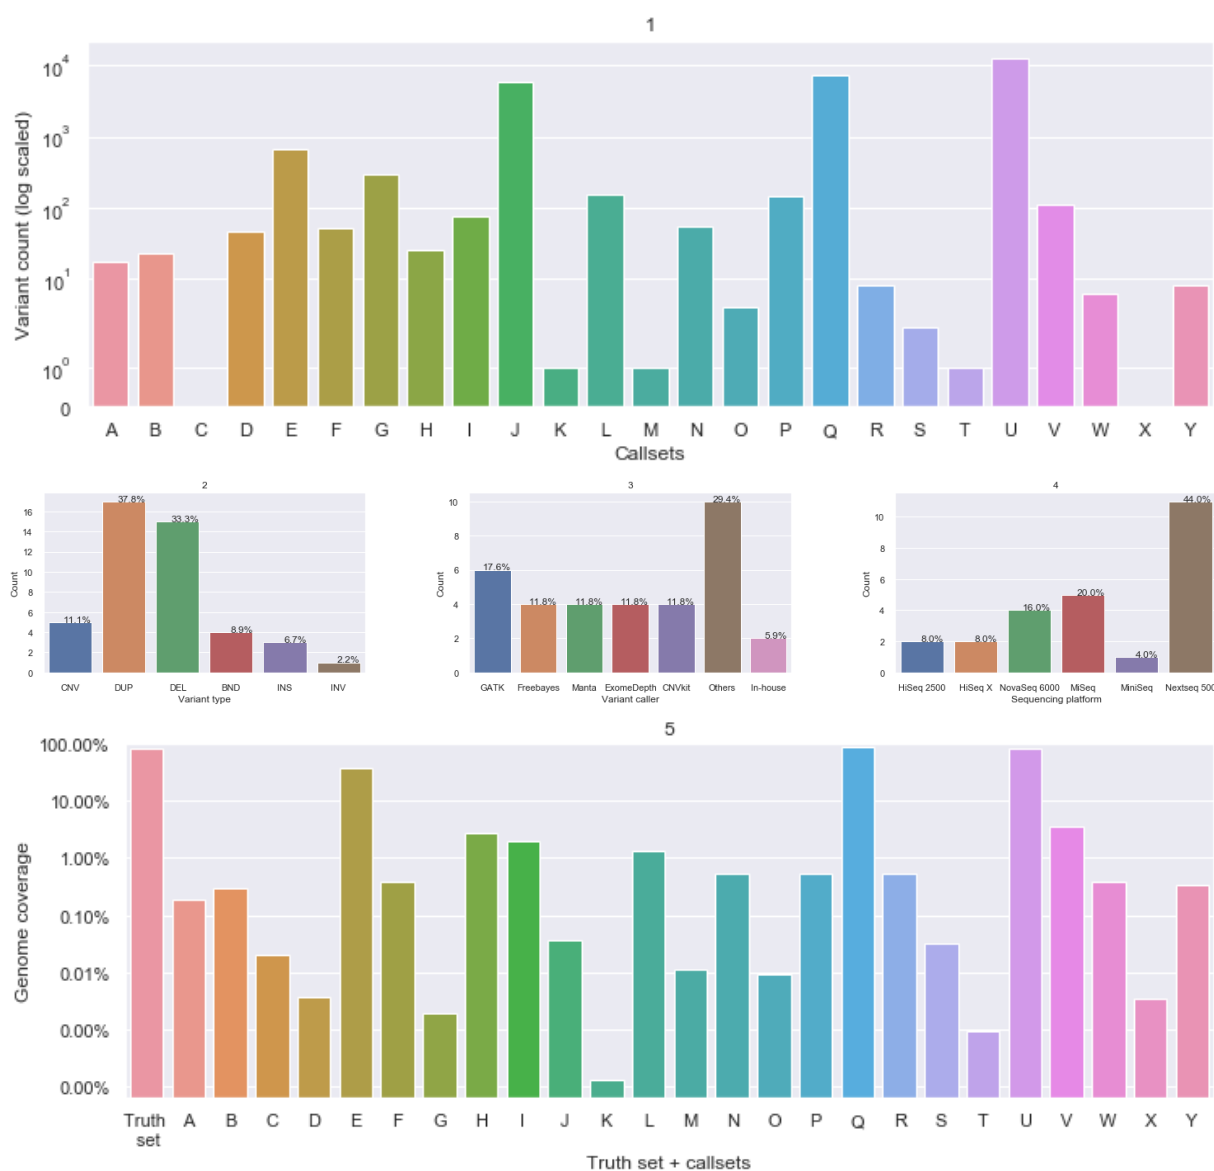 1
10^4
10^3
10^2
10^1
10^0
0
Variant count (log scaled)
A B C D E F G H I J K L M N O P Q R S T U V W X Y
Callsets
2
16
14
12
10
8
6
4
2
0
Count
11.1% 37.8% 33.3% 8.9% 6.7% 2.2%
CNV DUP DEL BND INS INV
Variant type
3
10
8
6
4
2
0
Count
17.6% 11.8% 11.8% 11.8% 11.8% 29.4% 5.9%
GATK Freebayes Manta ExomeDepth CNVkit Others In-house
Variant caller
4
10
8
6
4
2
0
Count
8.0% 8.0% 16.0% 20.0% 4.0% 44.0%
HiSeq 2500 HiSeq X NovaSeq 6000 MiSeq MiniSeq Nextseq 500
Sequencing platform
5
100.00%
10.00%
1.00%
0.10%
0.01%
0.00%
0.00%
Genome coverage
Truth set A B C D E F G H I J K L M N O P Q R S T U V W X Y
Truth set + callsets